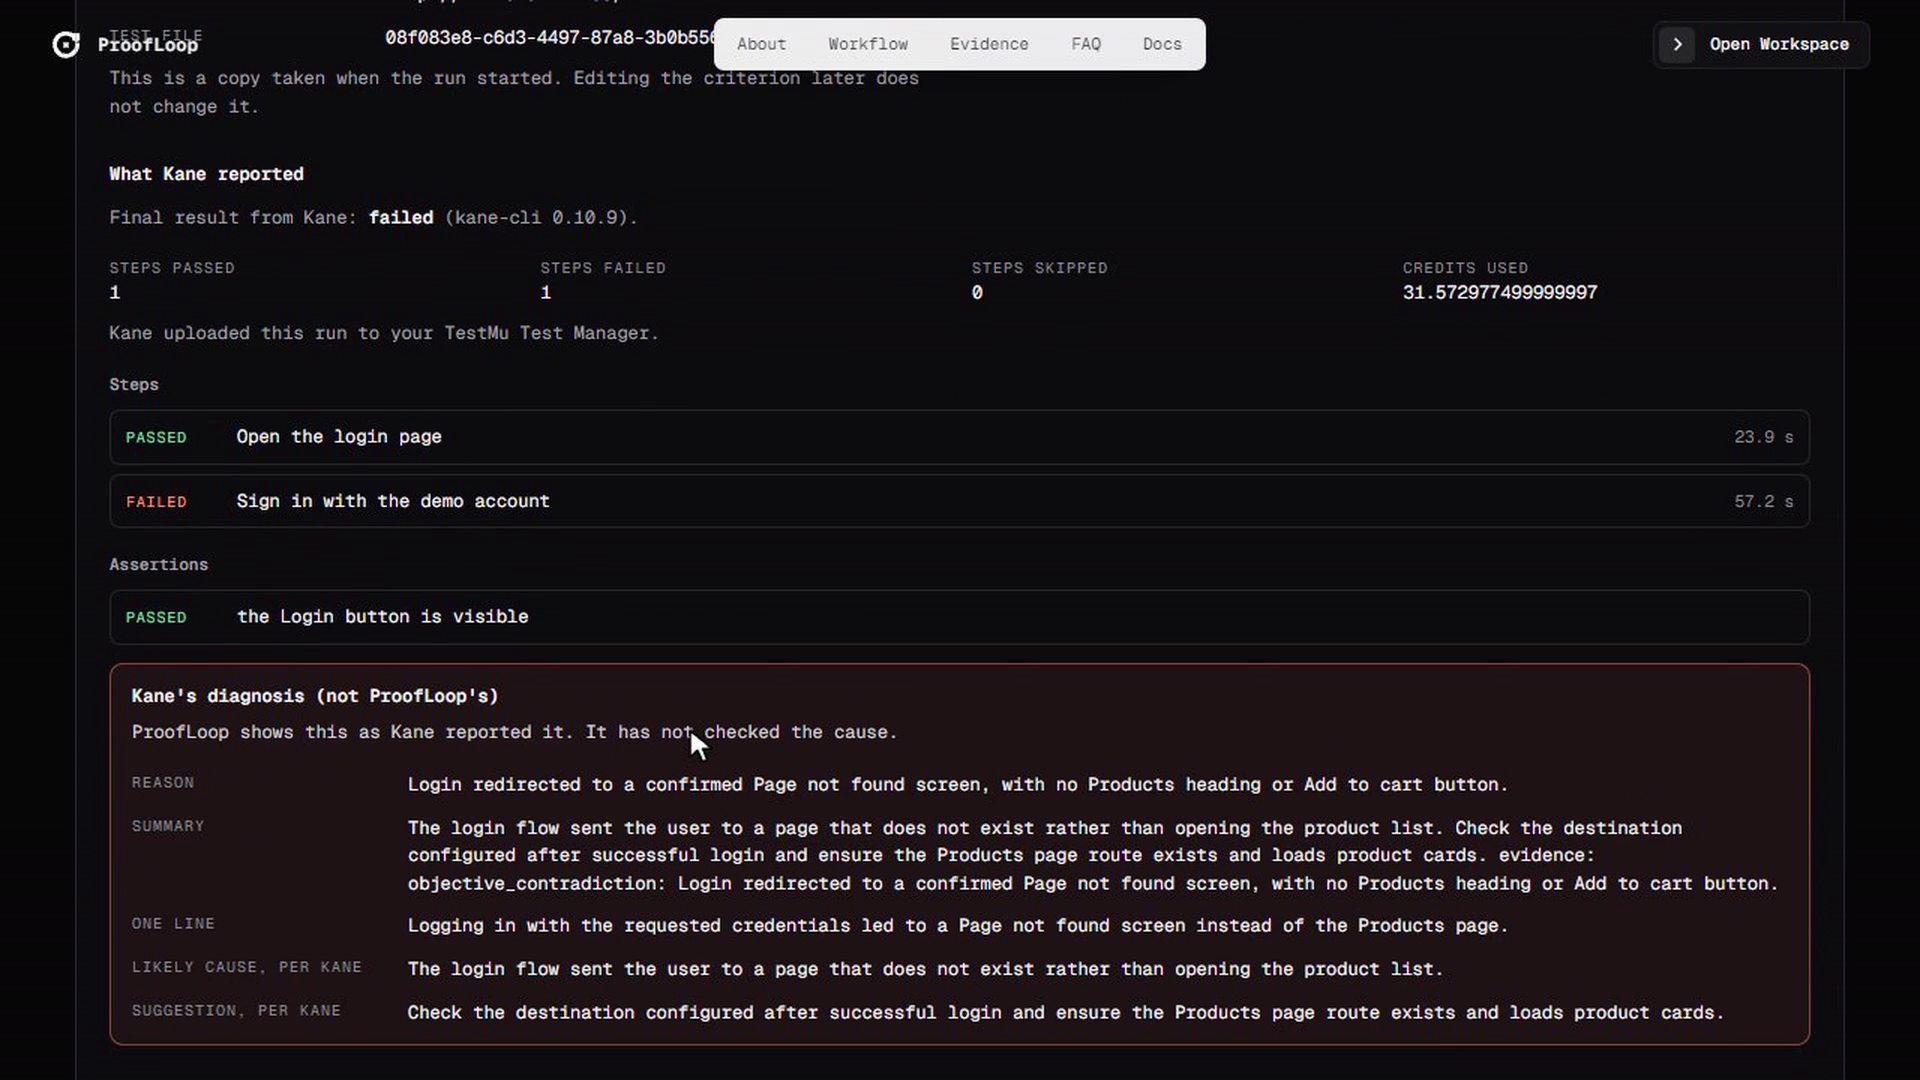 ProofLoop
About
Workflow
Evidence
FAQ
Docs
Open Workspace
TEST FILE
08f083e8-c6d3-4497-87a8-3b0b556
This is a copy taken when the run started. Editing the criterion later does
not change it.
What Kane reported
Final result from Kane: failed (kane-cli 0.10.9).
STEPS PASSED
1
STEPS FAILED
1
STEPS SKIPPED
0
CREDITS USED
31.572977499999997
Kane uploaded this run to your TestMu Test Manager.
Steps
PASSED Open the login page 23.9 s
FAILED Sign in with the demo account 57.2 s
Assertions
PASSED the Login button is visible
Kane's diagnosis (not ProofLoop's)
ProofLoop shows this as Kane reported it. It has not checked the cause.
REASON Login redirected to a confirmed Page not found screen, with no Products heading or Add to cart button.
SUMMARY The login flow sent the user to a page that does not exist rather than opening the product list. Check the destination
configured after successful login and ensure the Products page route exists and loads product cards. evidence:
objective_contradiction: Login redirected to a confirmed Page not found screen, with no Products heading or Add to cart button.
ONE LINE Logging in with the requested credentials led to a Page not found screen instead of the Products page.
LIKELY CAUSE, PER KANE The login flow sent the user to a page that does not exist rather than opening the product list.
SUGGESTION, PER KANE Check the destination configured after successful login and ensure the Products page route exists and loads product cards.